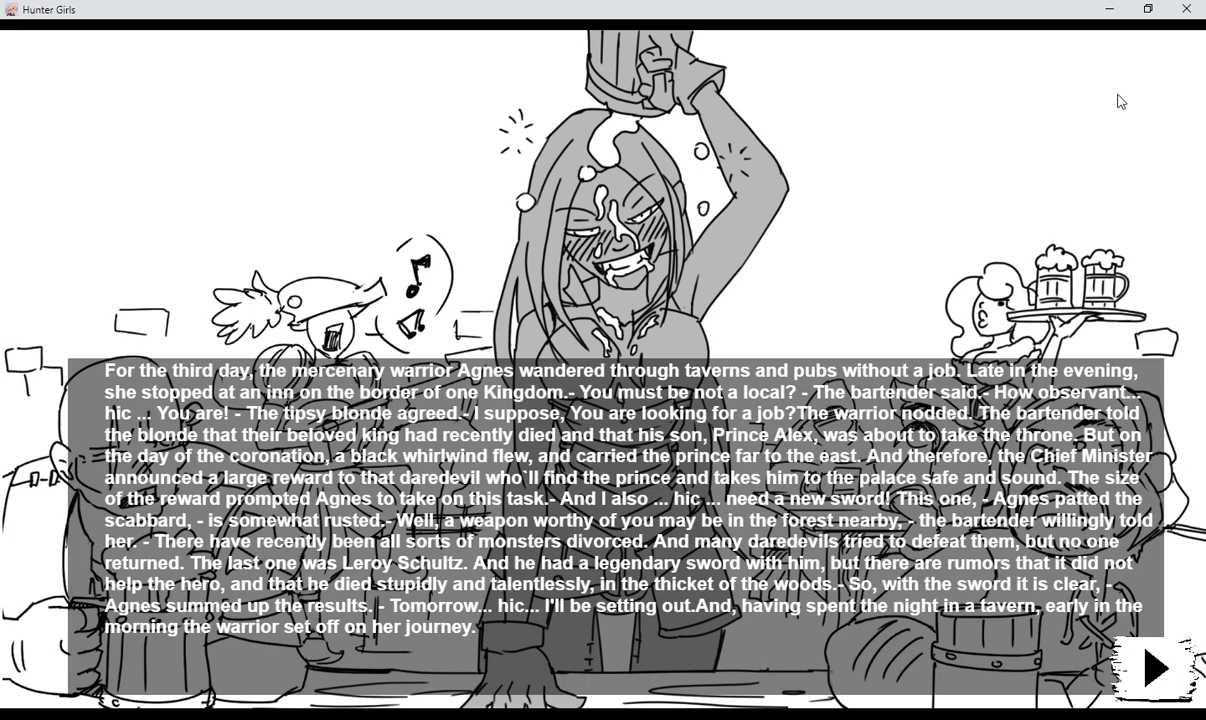 Hunter Girls
For the third day, the mercenary warrior Agnes wandered through taverns and pubs without a job. Late in the evening,
she stopped at an inn on the border of one Kingdom.- You must be not a local? - The bartender said.- How observant...
hic ... You are! - The tipsy blonde agreed.- I suppose, You are looking for a job?The warrior nodded. The bartender told
the blonde that their beloved king had recently died and that his son, Prince Alex, was about to take the throne. But on
the day of the coronation, a black whirlwind flew, and carried the prince far to the east. And therefore, the Chief Minister
announced a large reward to that daredevil who`ll find the prince and takes him to the palace safe and sound. The size
of the reward prompted Agnes to take on this task.- And I also ... hic ... need a new sword! This one, - Agnes patted the
scabbard, - is somewhat rusted.- Well, a weapon worthy of you may be in the forest nearby, - the bartender willingly told
her. - There have recently been all sorts of monsters divorced. And many daredevils tried to defeat them, but no one
returned. The last one was Leroy Schultz. And he had a legendary sword with him, but there are rumors that it did not
help the hero, and that he died stupidly and talentlessly, in the thicket of the woods.- So, with the sword it is clear, -
Agnes summed up the results. - Tomorrow... hic... I'll be setting out.And, having spent the night in a tavern, early in the
morning the warrior set off on her journey.